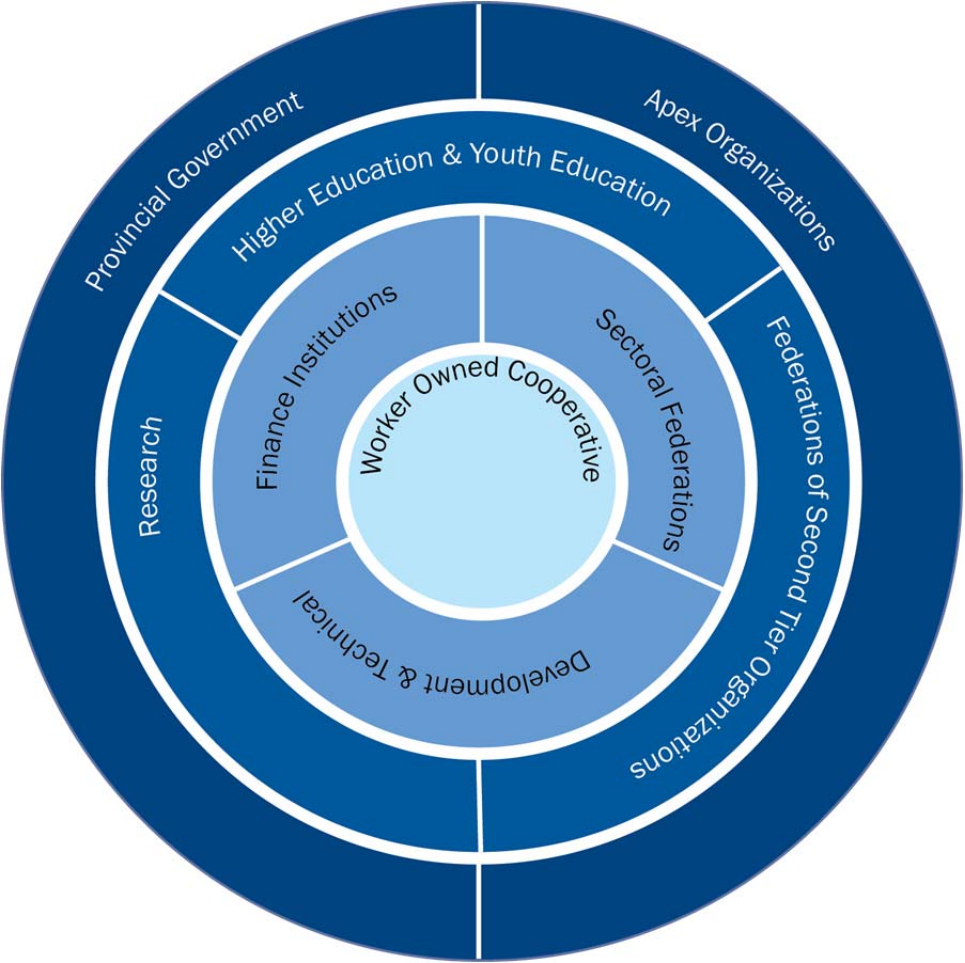 Provincial Government
Apex Organizations
Higher Education & Youth Education
Research
Federations of Second Tier Organizations
Finance Institutions
Sectoral Federations
Development & Technical
Worker Owned Cooperative